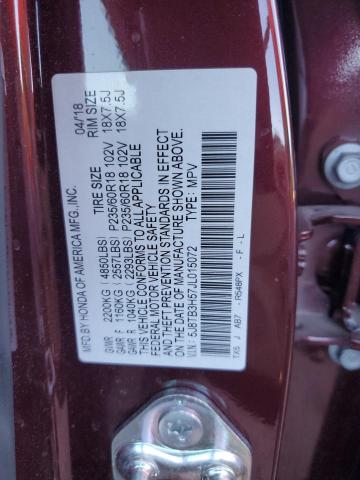 MFD.BY HONDA OF AMERICA MFG.,INC. 04/18
TIRE SIZE RIM SIZE
GVWR 2200KG (4850LBS)
GAWR F 1160KG (2557LBS) P235/60R18 102V 18X7.5J
GAWR R 1040KG (2293LBS) P235/60R18 102V 18X7.5J
THIS VEHICLE CONFORMS TO ALL APPLICABLE
FEDERAL MOTOR VEHICLE SAFETY
AND THEFT PREVENTION STANDARDS IN EFFECT
ON THE DATE OF MANUFACTURE SHOWN ABOVE.
VIN: 5J8TB3H57JL015072 TYPE: MPV
TX5 J AB7 -R548PX - F - L